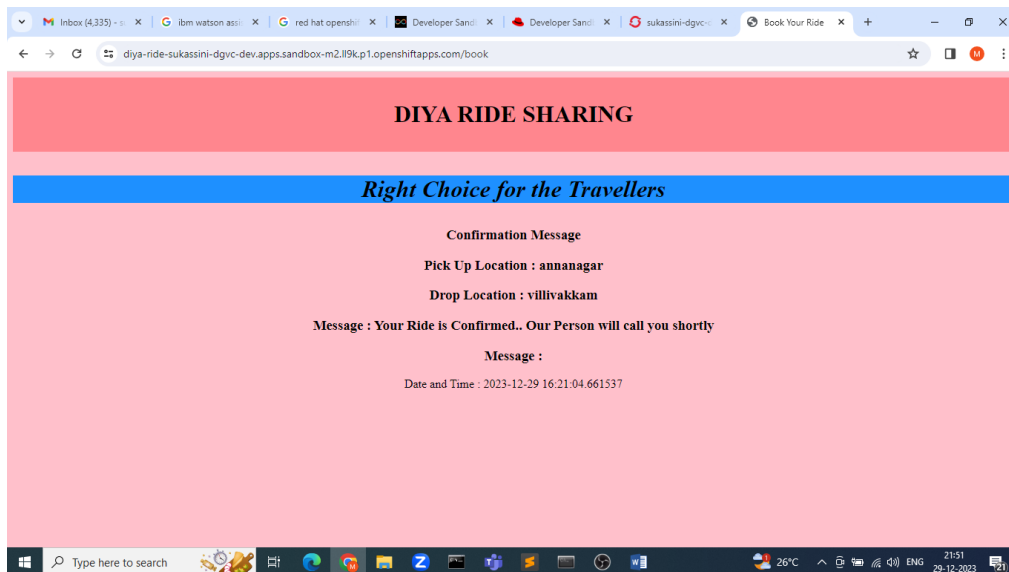 Inbox (4,335) - s
ibm watson assi
red hat openshif
Developer Sand
Developer Sand
sukassini-dgvc-d
Book Your Ride
diya-ride-sukassini-dgvc-dev.apps.sandbox-m2.ll9k.p1.openshiftapps.com/book
M
DIYA RIDE SHARING
Right Choice for the Travellers
Confirmation Message
Pick Up Location : annanagar
Drop Location : villivakkam
Message : Your Ride is Confirmed.. Our Person will call you shortly
Message :
Date and Time : 2023-12-29 16:21:04.661537
Type here to search
26°C
ENG
21:51
29-12-2023
21